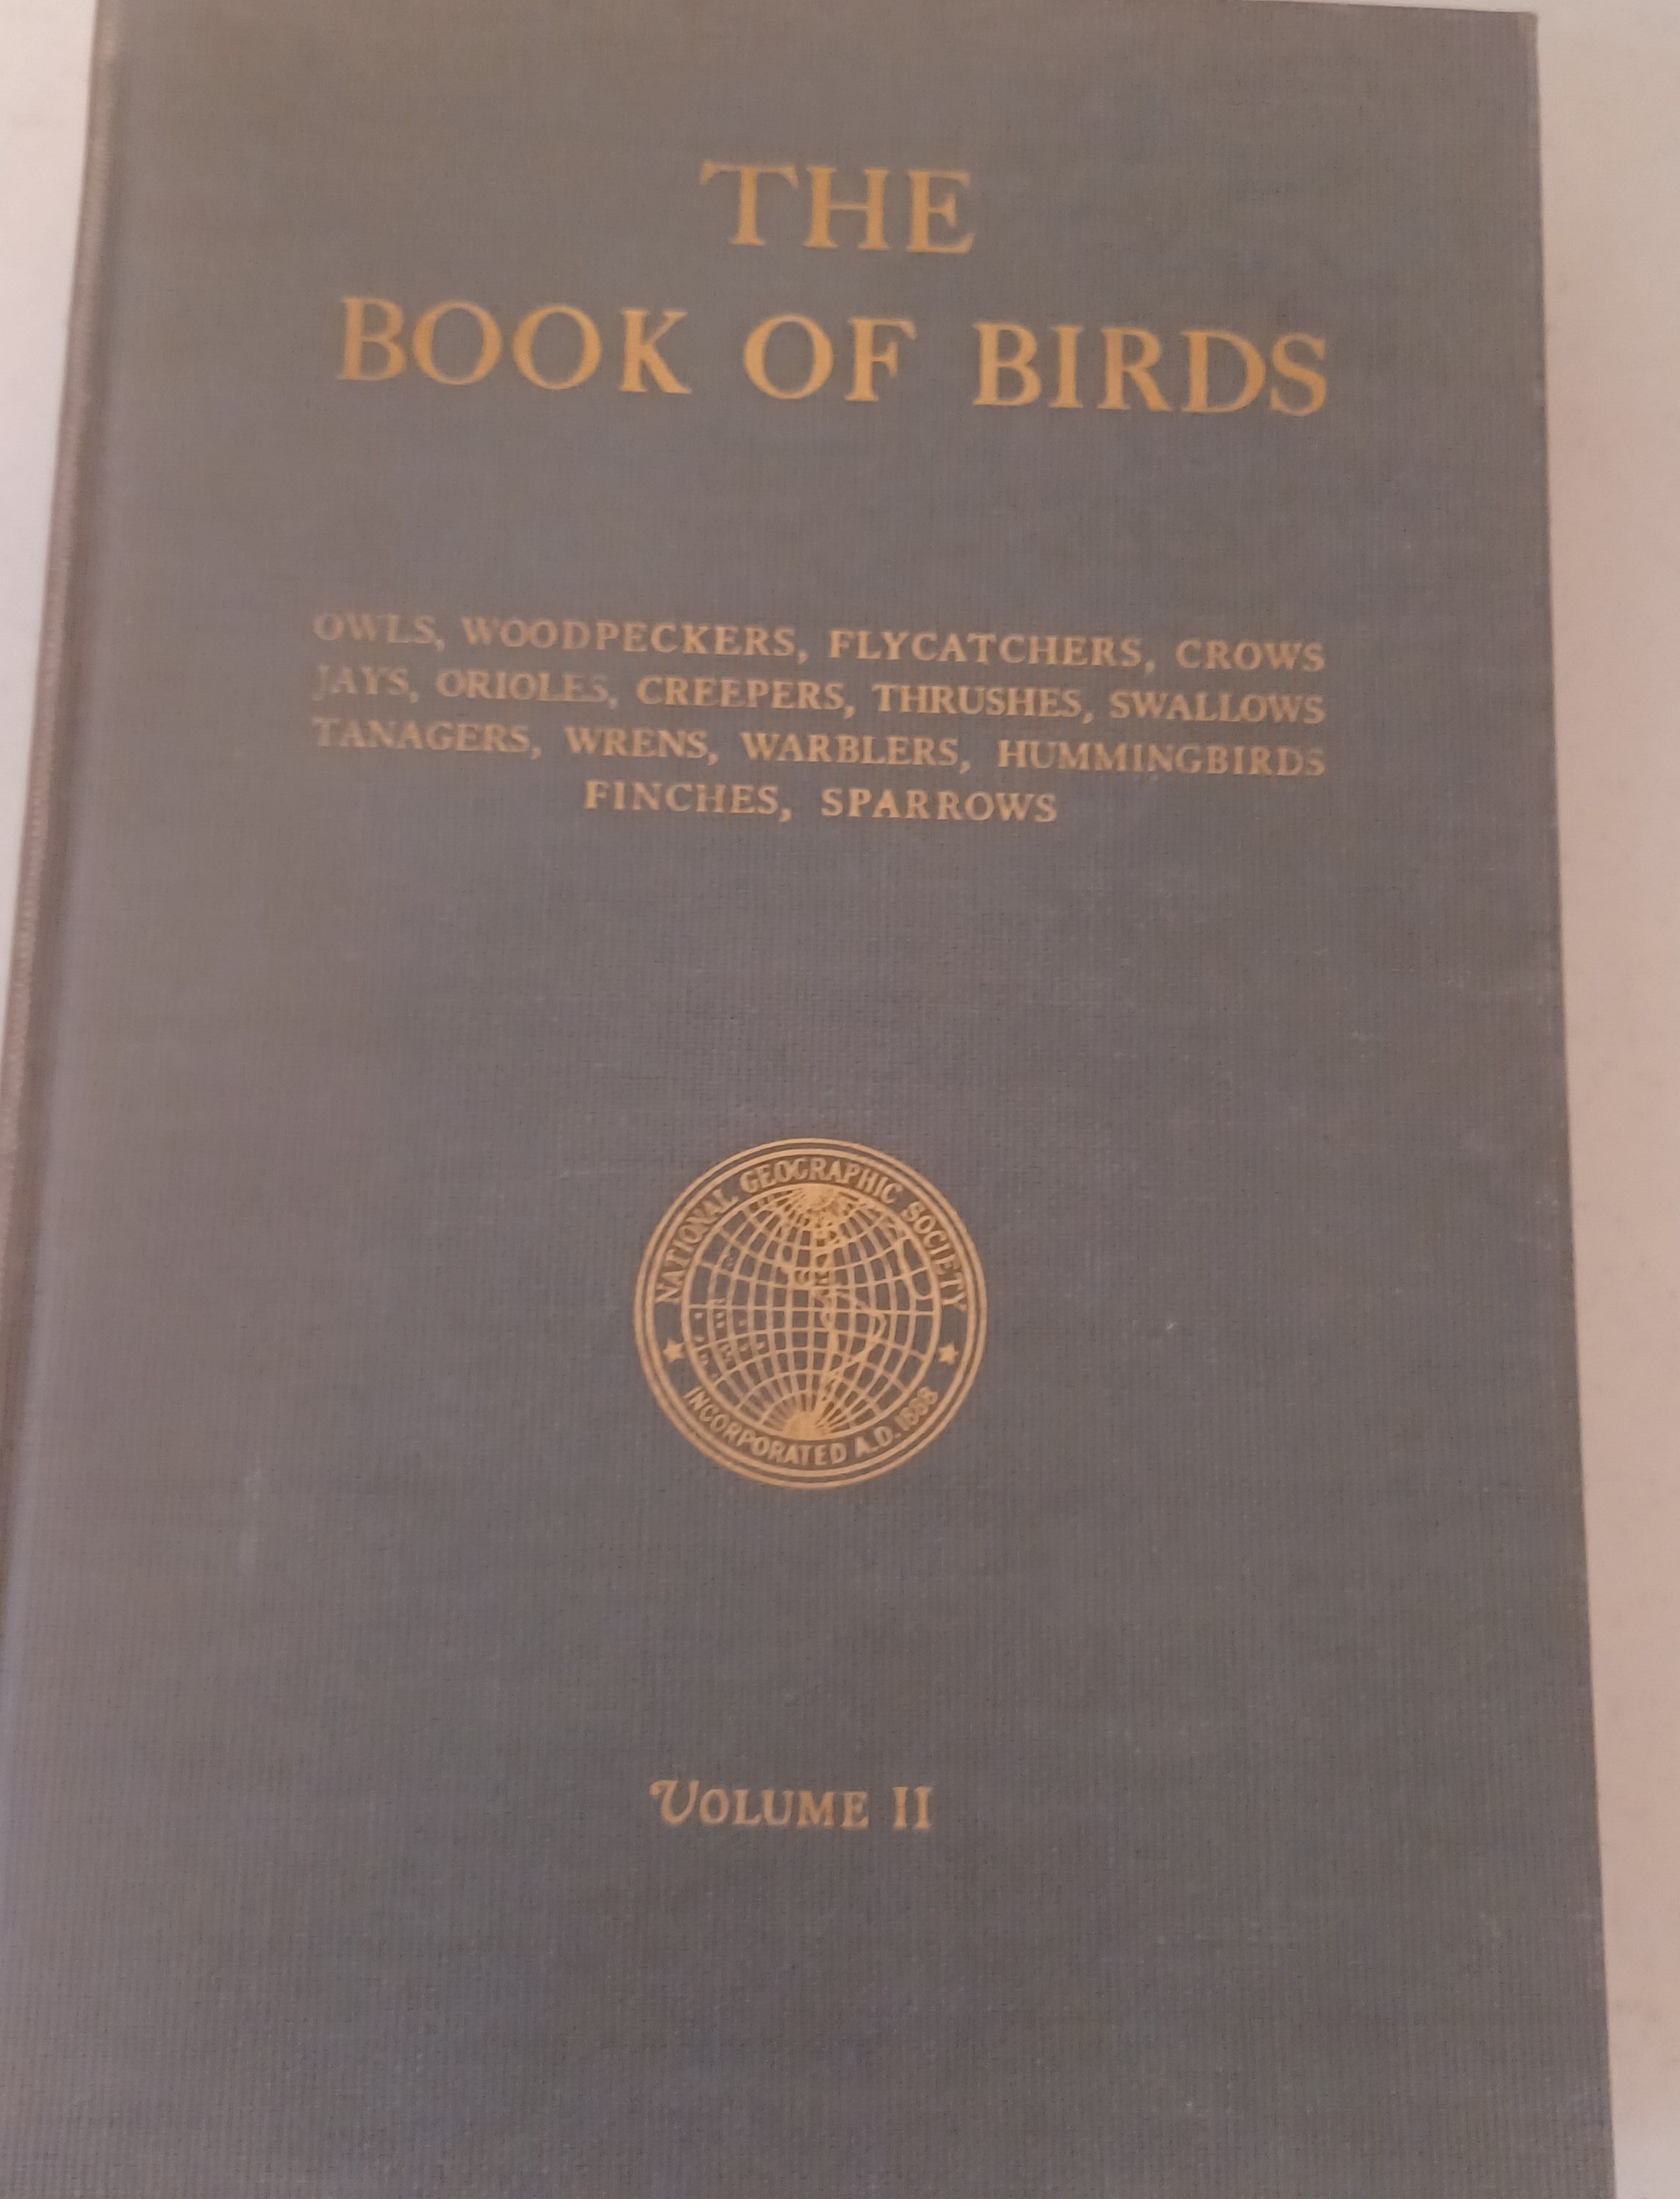 THE
BOOK OF BIRDS
OWLS, WOODPECKERS, FLYCATCHERS, CROWS
JAYS, ORIOLES, CREEPERS, THRUSHES, SWALLOWS
TANAGERS, WRENS, WARBLERS, HUMMINGBIRDS
FINCHES, SPARROWS
NATIONAL GEOGRAPHIC SOCIETY
INCORPORATED A.D. 1888
VOLUME II